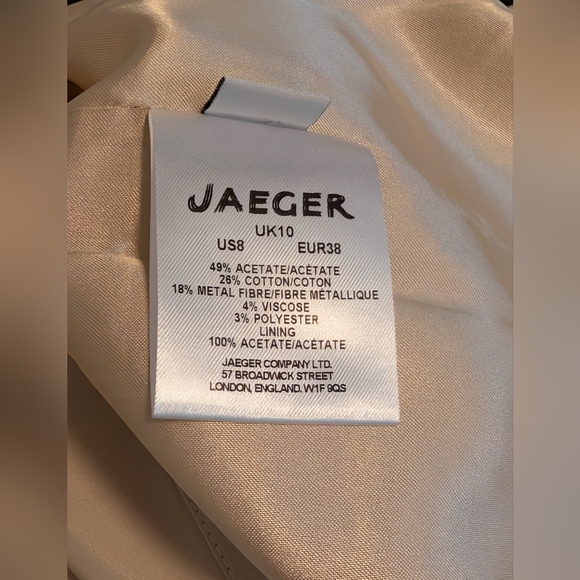 JAEGER
UK10
US8 EUR38
49% ACETATE/ACÉTATE
26% COTTON/COTON
18% METAL FIBRE/FIBRE MÉTALLIQUE
4% VISCOSE
3% POLYESTER
LINING
100% ACETATE/ACÉTATE
JAEGER COMPANY LTD.
57 BROADWICK STREET
LONDON, ENGLAND. W1F 9QS